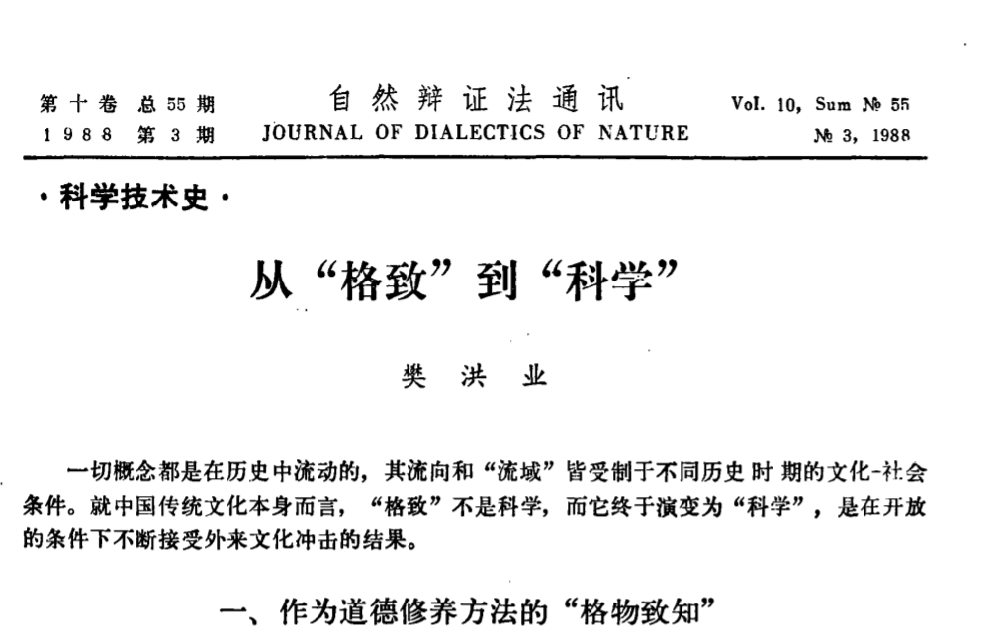 第十卷 总55期 自然辩证法通讯 Vol. 10, Sum № 55
1988 第3期 JOURNAL OF DIALECTICS OF NATURE № 3, 1988
·科学技术史·
从“格致”到“科学”
樊洪业
一切概念都是在历史中流动的，其流向和“流域”皆受制于不同历史时期的文化-社会
条件。就中国传统文化本身而言，“格致”不是科学，而它终于演变为“科学”，是在开放
的条件下不断接受外来文化冲击的结果。
一、作为道德修养方法的“格物致知”